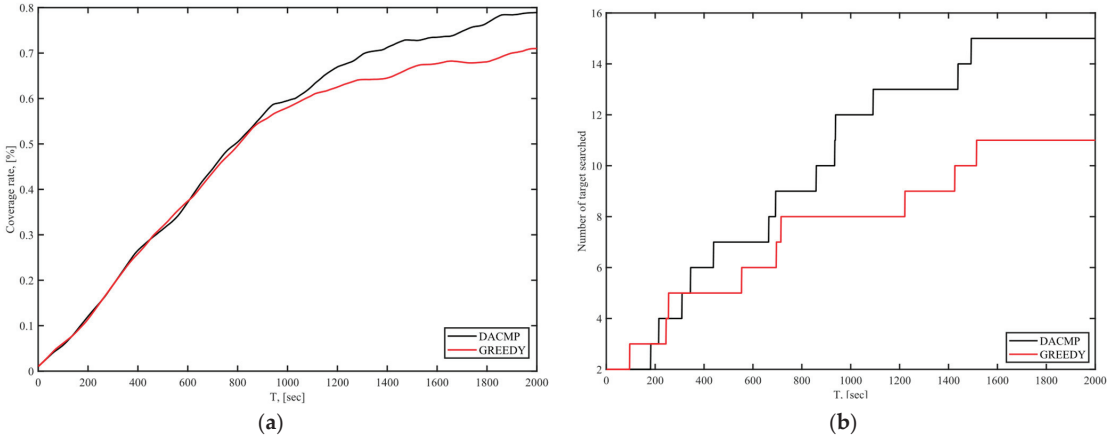 0.8
0.7
0.6
0.5
0.4
0.3
0.2
0.1
0
Coverage rate, [%]
0 200 400 600 800 1000 1200 1400 1600 1800 2000
T, [sec]
DACMP
GREEDY
(a)
16
14
12
10
8
6
4
2
Number of target searched
0 200 400 600 800 1000 1200 1400 1600 1800 2000
T, [sec]
DACMP
GREEDY
(b)